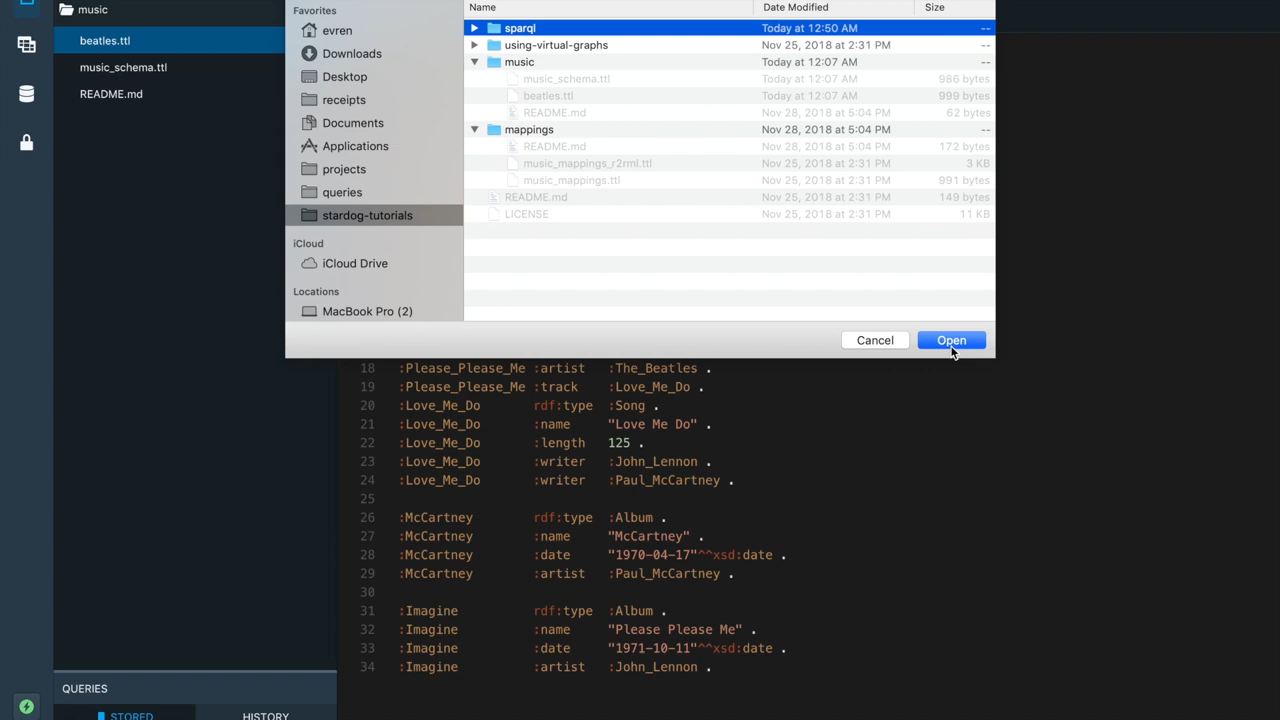 music
beatles.ttl
music_schema.ttl
README.md
Favorites
evren
Downloads
Desktop
receipts
Documents
Applications
projects
queries
stardog-tutorials
iCloud
iCloud Drive
Locations
MacBook Pro (2)
Name Date Modified Size
sparql Today at 12:50 AM --
using-virtual-graphs Nov 25, 2018 at 2:31 PM --
music Today at 12:07 AM --
music_schema.ttl Today at 12:07 AM 986 bytes
beatles.ttl Today at 12:07 AM 999 bytes
README.md Nov 28, 2018 at 5:04 PM 62 bytes
mappings Nov 28, 2018 at 5:04 PM --
README.md Nov 28, 2018 at 5:04 PM 172 bytes
music_mappings_r2rml.ttl Nov 25, 2018 at 2:31 PM 3 KB
music_mappings.ttl Nov 25, 2018 at 2:31 PM 991 bytes
README.md Nov 25, 2018 at 2:31 PM 149 bytes
LICENSE Nov 25, 2018 at 2:31 PM 11 KB
Cancel Open
18 :Please_Please_Me :artist :The_Beatles .
19 :Please_Please_Me :track :Love_Me_Do .
20 :Love_Me_Do rdf:type :Song .
21 :Love_Me_Do :name "Love Me Do" .
22 :Love_Me_Do :length 125 .
23 :Love_Me_Do :writer :John_Lennon .
24 :Love_Me_Do :writer :Paul_McCartney .
25
26 :McCartney rdf:type :Album .
27 :McCartney :name "McCartney" .
28 :McCartney :date "1970-04-17"^^xsd:date .
29 :McCartney :artist :Paul_McCartney .
30
31 :Imagine rdf:type :Album .
32 :Imagine :name "Please Please Me" .
33 :Imagine :date "1971-10-11"^^xsd:date .
34 :Imagine :artist :John_Lennon .
QUERIES
STORED HISTORY